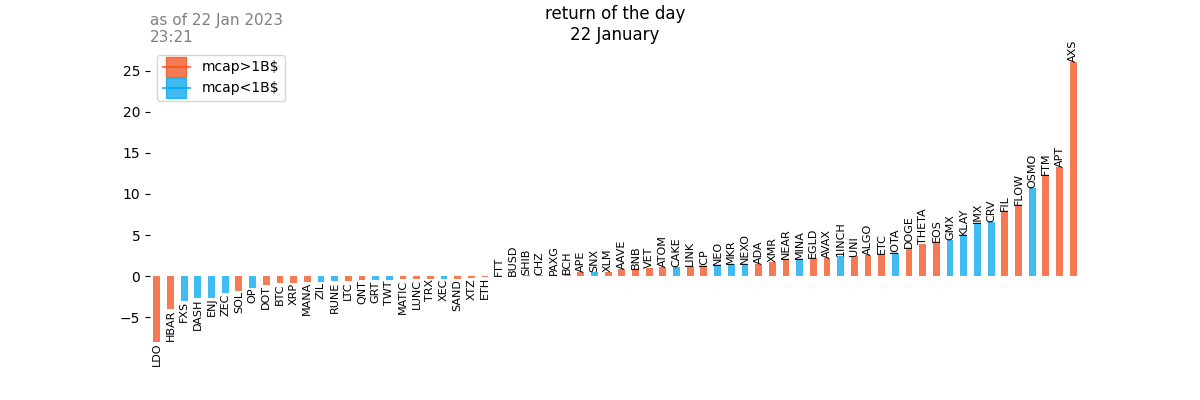 as of 22 Jan 2023
23:21
return of the day
22 January
mcap>1B$
mcap<1B$
25
20
15
10
5
0
−5
LDO
HBAR
FXS
DASH
ENJ
ZEC
SOL
OP
DOT
BTC
XRP
MANA
ZIL
RUNE
LTC
QNT
GRT
TWT
MATIC
LUNC
TRX
XEC
SAND
XTZ
ETH
FTT
BUSD
SHIB
CHZ
PAXG
BCH
APE
SNX
XLM
AAVE
BNB
VET
ATOM
CAKE
LINK
ICP
NEO
MKR
NEXO
ADA
XMR
NEAR
MINA
EGLD
AVAX
1INCH
UNI
ALGO
ETC
IOTA
DOGE
THETA
EOS
GMX
KLAY
IMX
CRV
FIL
FLOW
OSMO
FTM
APT
AXS